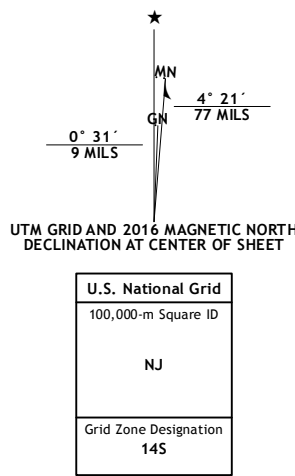 MN
4° 21´
77 MILS
GN
0° 31´
9 MILS
UTM GRID AND 2016 MAGNETIC NORTH
DECLINATION AT CENTER OF SHEET
U.S. National Grid
100,000-m Square ID
NJ
Grid Zone Designation
14S